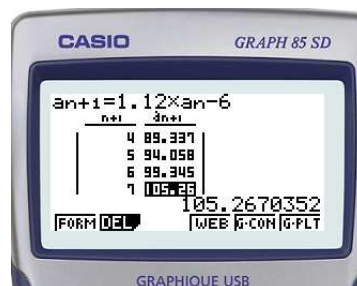 CASIO GRAPH 85 SD
an+1=1.12×an-6
n+1 an+1
4 89.337
5 94.058
6 99.345
7 105.26
105.2670352
FORM DEL WEB G·CON G·PLT
GRAPHIQUE USB